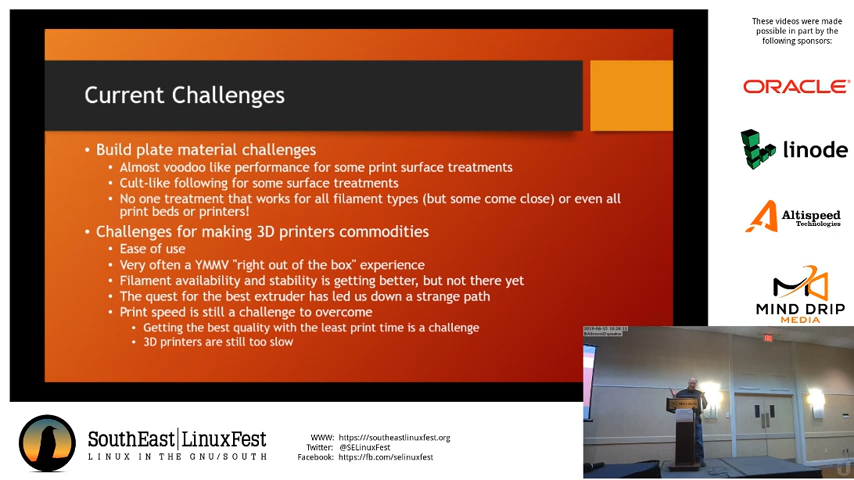 These videos were made
possible in part by the
following sponsors:
Current Challenges
ORACLE
• Build plate material challenges
• Almost voodoo like performance for some print surface treatments
• Cult-like following for some surface treatments
• No one treatment that works for all filament types (but some come close) or even all
print beds or printers!
linode
• Challenges for making 3D printers commodities
• Ease of use
• Very often a YMMV "right out of the box" experience
• Filament availability and stability is getting better, but not there yet
• The quest for the best extruder has led us down a strange path
• Print speed is still a challenge to overcome
• Getting the best quality with the least print time is a challenge
• 3D printers are still too slow
Altispeed
Technologies
MIND DRIP
MEDIA
SouthEast|LinuxFest
LINUX IN THE GNU/SOUTH
WWW: https:///southeastlinuxfest.org
Twitter: @SELinuxFest
Facebook: https://fb.com/selinuxfest